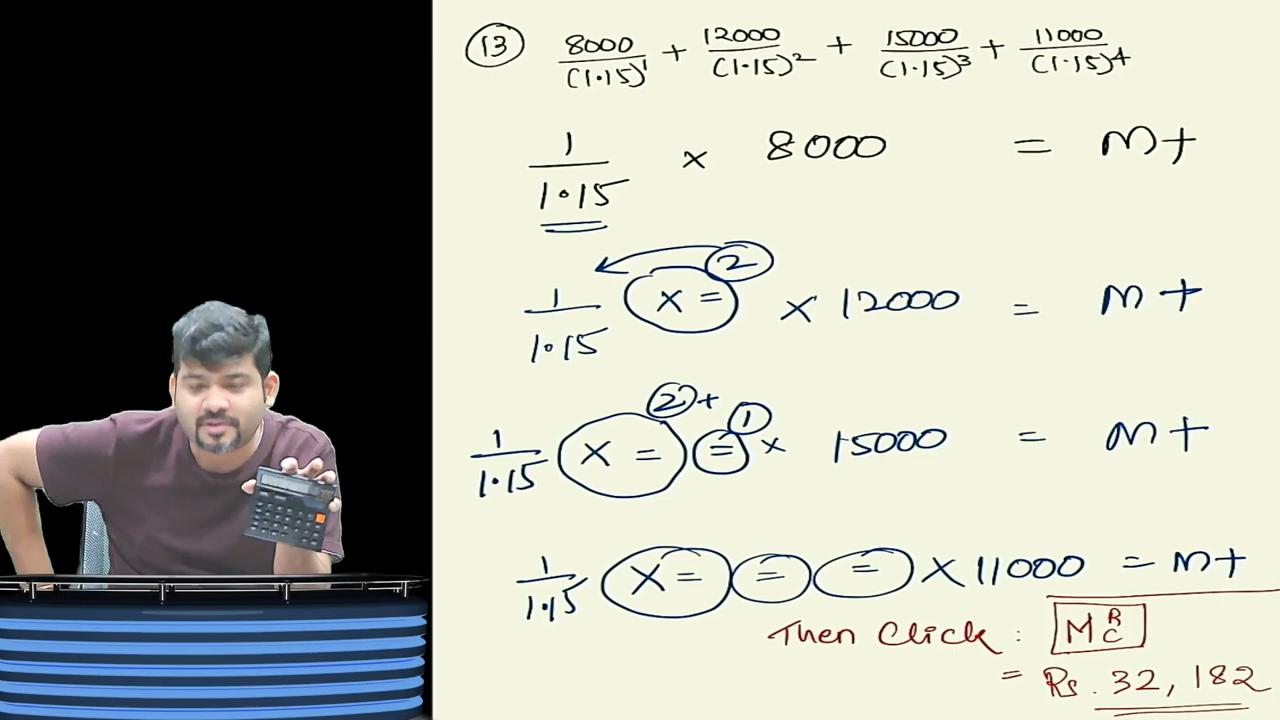 13 8000/(1.15)¹ + 12000/(1.15)² + 15000/(1.15)³ + 11000/(1.15)⁴
1/1.15 × 8000 = M+
2
1/1.15 × = × 12000 = M+
2 + 1
1/1.15 × = = × 15000 = M+
1/1.15 × = = = × 11000 = M+
Then Click : MRC
= Rs. 32,182